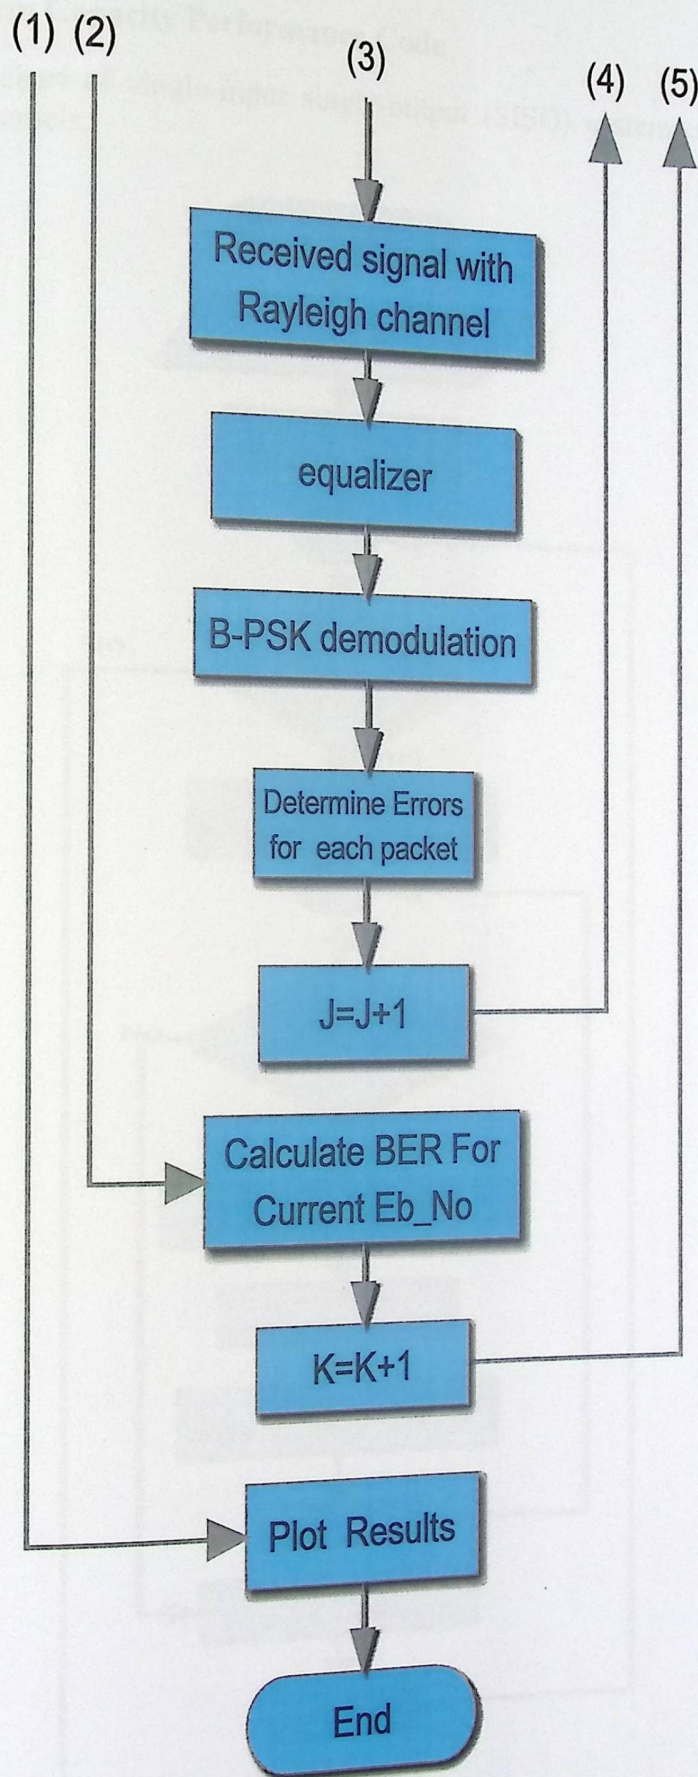 (1) (2) (3) (4) (5)
Received signal with
Rayleigh channel
equalizer
B-PSK demodulation
Determine Errors
for each packet
J=J+1
Calculate BER For
Current Eb_No
K=K+1
Plot Results
End